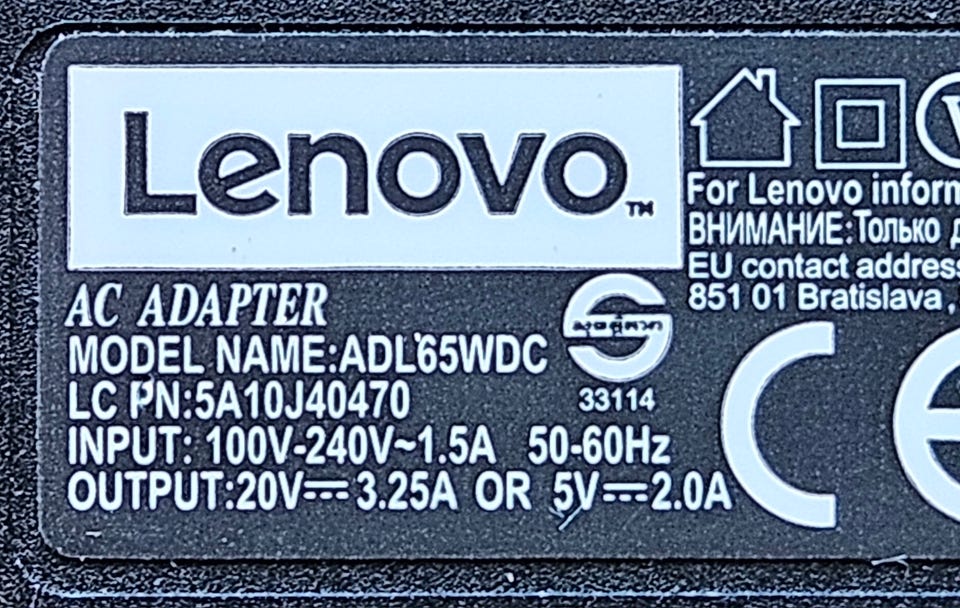 Lenovo™
AC ADAPTER
MODEL NAME:ADL65WDC
LC PN:5A10J40470
INPUT: 100V-240V~1.5A 50-60Hz
OUTPUT:20V⎓3.25A OR 5V⎓2.0A
33114
For Lenovo inform
ВНИМАНИЕ:Только д
EU contact address
851 01 Bratislava,
CE